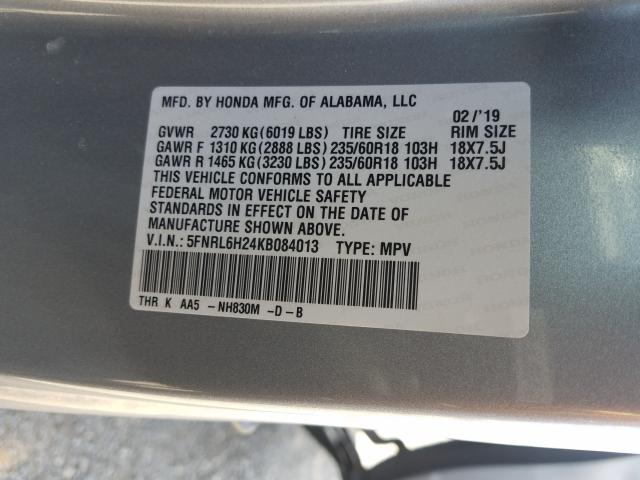 MFD. BY HONDA MFG. OF ALABAMA, LLC
02/'19
GVWR 2730 KG(6019 LBS) TIRE SIZE RIM SIZE
GAWR F 1310 KG(2888 LBS)235/60R18 103H 18X7.5J
GAWR R 1465 KG(3230 LBS)235/60R18 103H 18X7.5J
THIS VEHICLE CONFORMS TO ALL APPLICABLE
FEDERAL MOTOR VEHICLE SAFETY
STANDARDS IN EFFECT ON THE DATE OF
MANUFACTURE SHOWN ABOVE.
V.I.N.: 5FNRL6H24KB084013 TYPE: MPV
THR K AA5 -NH830M -D-B